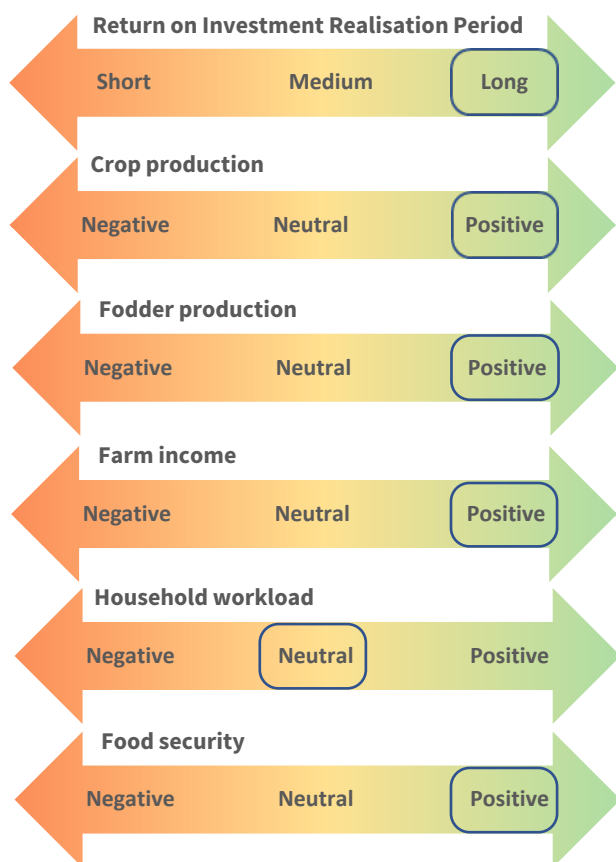 Return on Investment Realisation Period
Short Medium Long
Crop production
Negative Neutral Positive
Fodder production
Negative Neutral Positive
Farm income
Negative Neutral Positive
Household workload
Negative Neutral Positive
Food security
Negative Neutral Positive